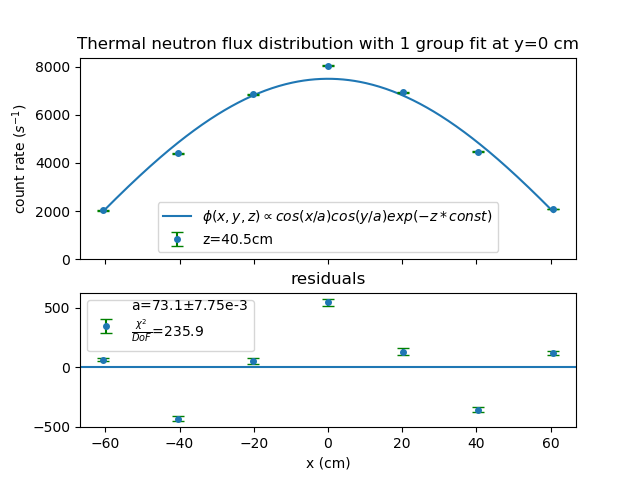 Thermal neutron flux distribution with 1 group fit at y=0 cm
8000
6000
4000
2000
0
count rate (s⁻¹)
ϕ(x, y, z) ∝ cos(x/a)cos(y/a)exp(−z * const)
z=40.5cm
residuals
500
0
−500
a=73.1±7.75e-3
χ²/DoF=235.9
−60 −40 −20 0 20 40 60
x (cm)